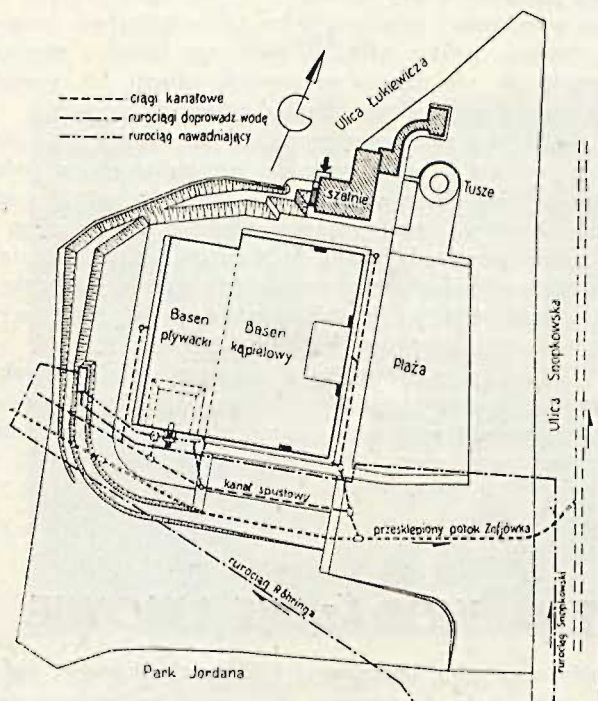 ciągi kanałowe
rurociągi doprowadz wodę
rurociąg nawadniający
Ulica Łukiewicza
szatnie
Tusze
Basen
pływacki
Basen
kąpielowy
Plaża
Ulica Snopkowska
kanał spustowy
przesklepiony potok Zofjówka
rurociąg Röhringa
rurociąg Snopkowski
Park Jordana